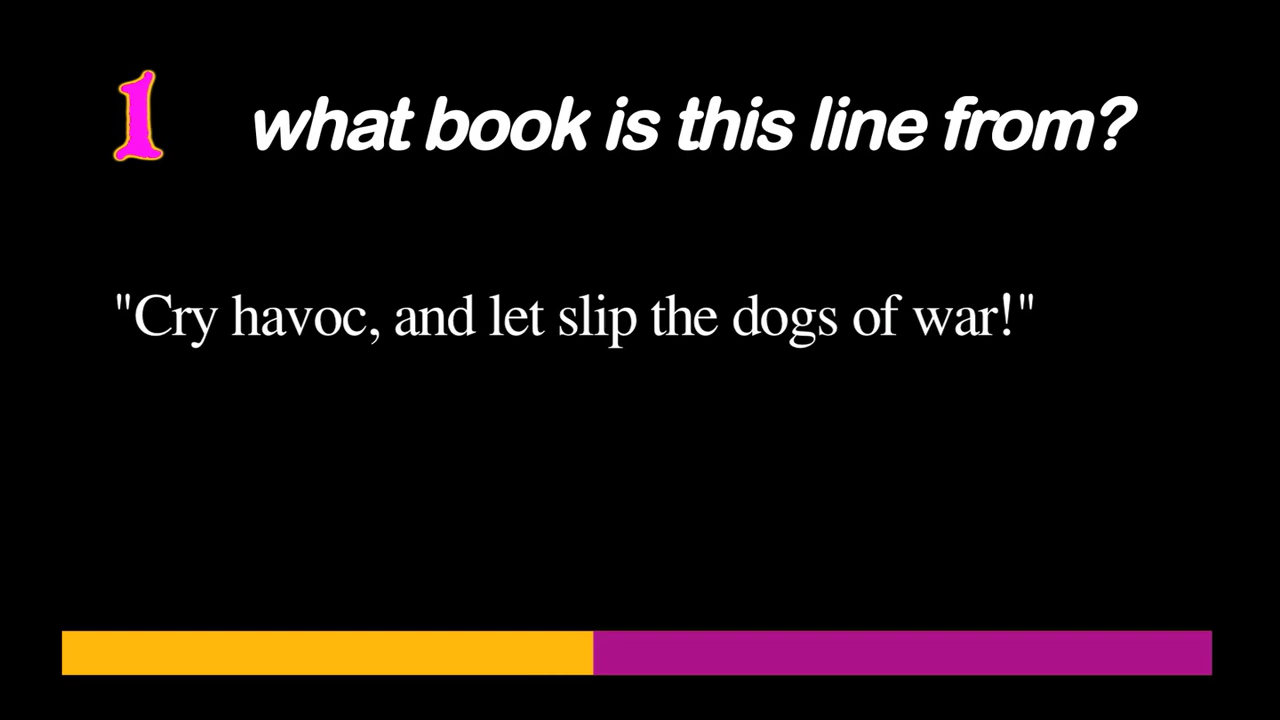 1 what book is this line from?
"Cry havoc, and let slip the dogs of war!"